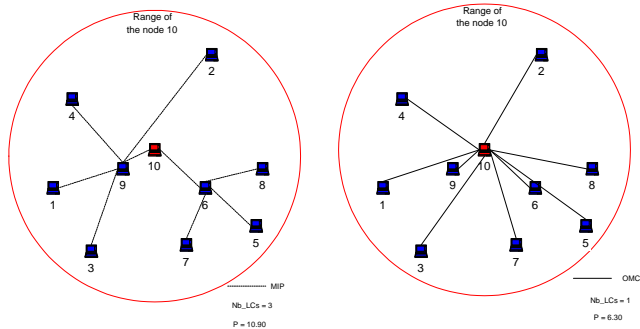 Range of
the node 10
2
4
10
9
8
1
6
5
7
3
MIP
Nb_LCs = 3
P = 10.90
Range of
the node 10
2
4
10
9
8
1
6
5
7
3
OMC
Nb_LCs = 1
P = 6.30